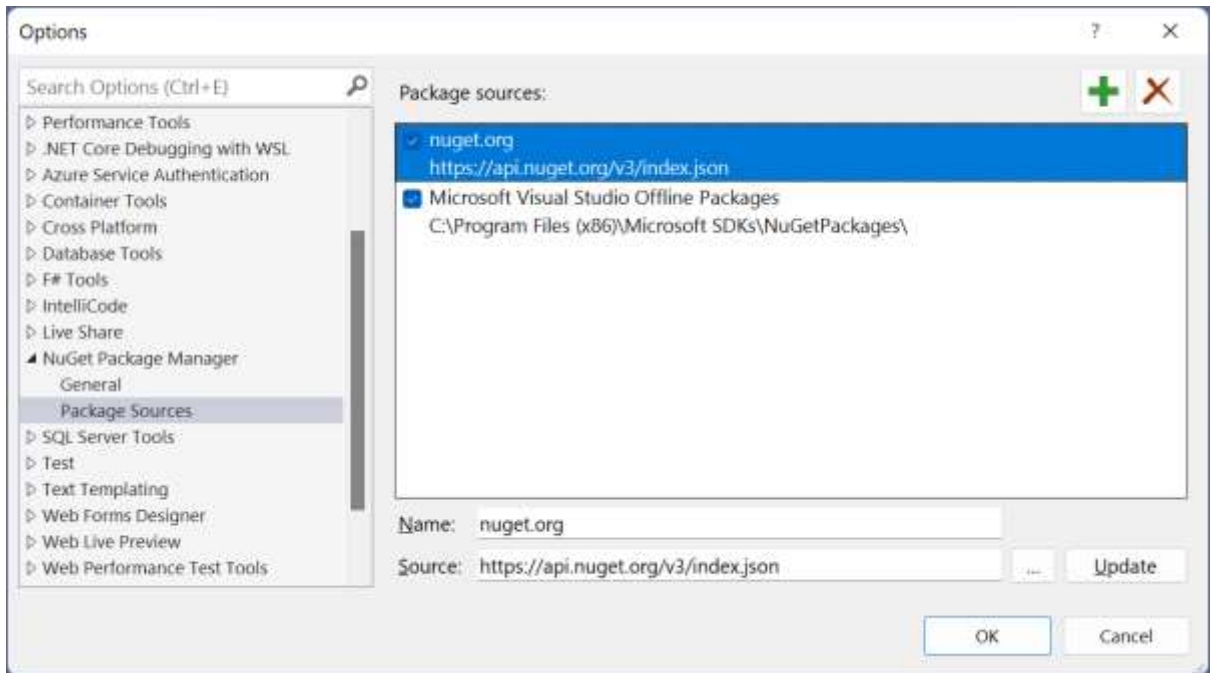 Options
?
Search Options (Ctrl+E)
Performance Tools
.NET Core Debugging with WSL
Azure Service Authentication
Container Tools
Cross Platform
Database Tools
F# Tools
IntelliCode
Live Share
NuGet Package Manager
General
Package Sources
SQL Server Tools
Test
Text Templating
Web Forms Designer
Web Live Preview
Web Performance Test Tools
Package sources:
nuget.org
https://api.nuget.org/v3/index.json
Microsoft Visual Studio Offline Packages
C:\Program Files (x86)\Microsoft SDKs\NuGetPackages\
Name: nuget.org
Source: https://api.nuget.org/v3/index.json ... Update
OK Cancel